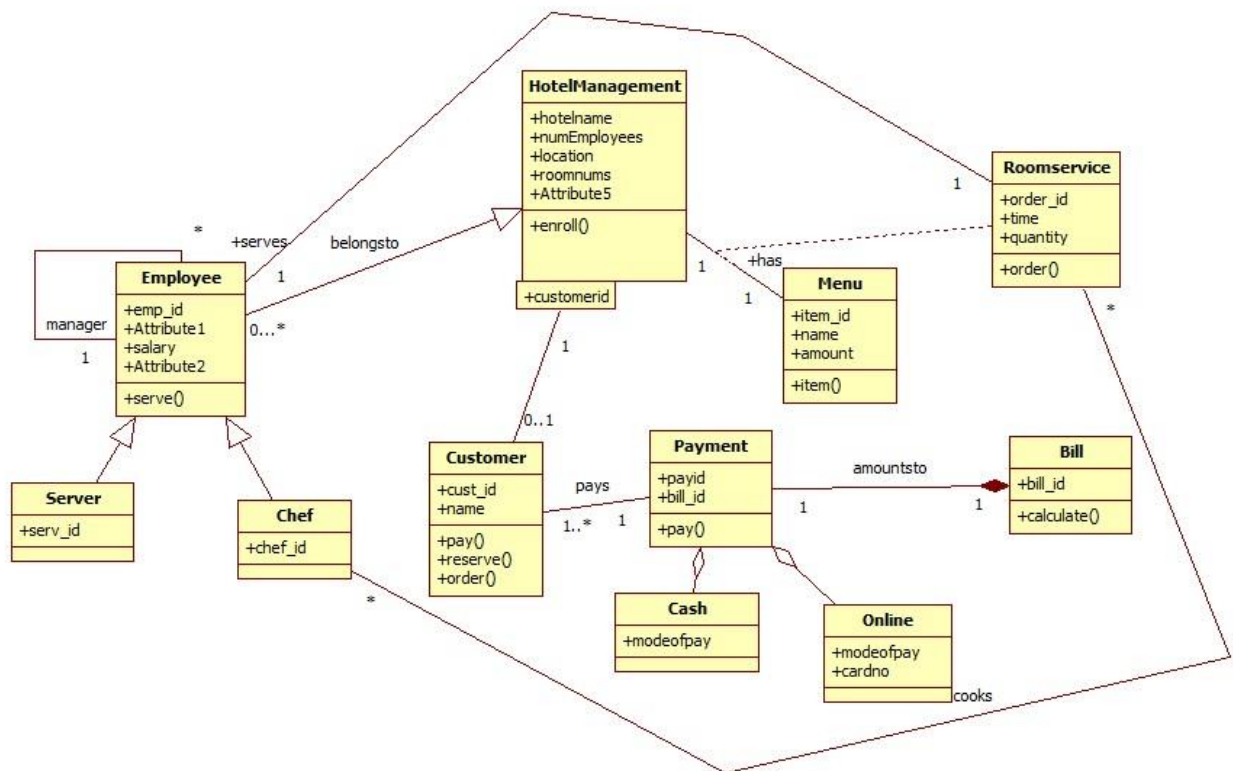 HotelManagement
+hotelname
+numEmployees
+location
+roomnums
+Attribute5
+enroll()
+customerid
Roomservice
+order_id
+time
+quantity
+order()
1
*
+serves
belongsto
1
0...*
Employee
+emp_id
+Attribute1
+salary
+Attribute2
+serve()
*
manager
1
1
+has
1
Menu
+item_id
+name
+amount
+item()
1
0..1
Server
+serv_id
Chef
+chef_id
*
Customer
+cust_id
+name
+pay()
+reserve()
+order()
pays
1..*
1
Payment
+payid
+bill_id
+pay()
amountsto
1
1
Bill
+bill_id
+calculate()
Cash
+modeofpay
Online
+modeofpay
+cardno
cooks